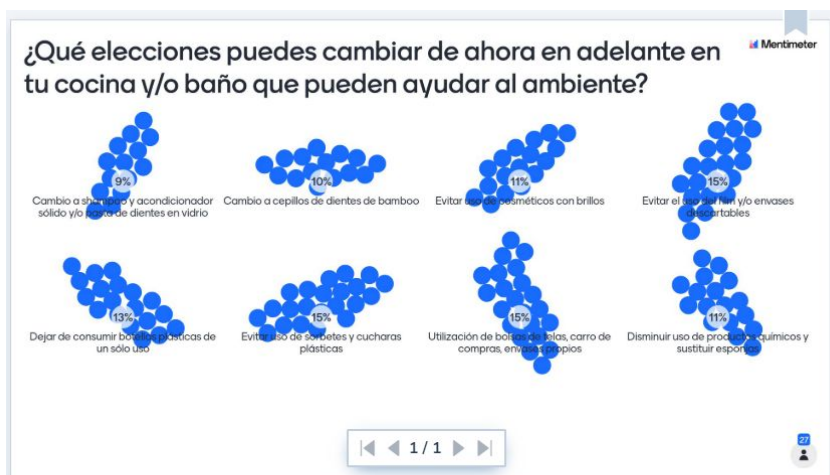 ¿Qué elecciones puedes cambiar de ahora en adelante en
tu cocina y/o baño que pueden ayudar al ambiente?
Mentimeter
9%
Cambio a shampoo y acondicionador
sólido y/o pasta de dientes en vidrio
10%
Cambio a cepillos de dientes de bamboo
11%
Evitar uso de cosméticos con brillos
15%
Evitar el uso del film y/o envases
descartables
13%
Dejar de consumir botellas plásticas de
un sólo uso
15%
Evitar uso de sorbetes y cucharas
plásticas
15%
Utilización de bolsas de telas, carro de
compras, envases propios
11%
Disminuir uso de productos químicos y
sustituir esponjas
1 / 1
27